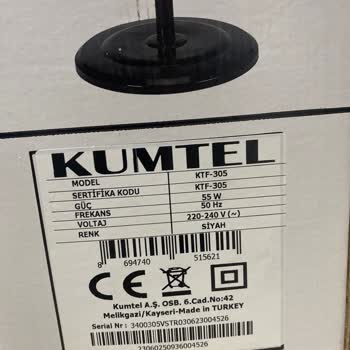 KUMTEL
MODEL KTF-305
SERTİFİKA KODU KTF-305
GÜÇ 55 W
FREKANS 50 Hz
VOLTAJ 220-240 V (~)
RENK SİYAH
8 694740 515621
CE
Kumtel A.Ş. OSB. 6.Cad.No:42
Melikgazi/Kayseri-Made in TURKEY
Serial Nr : 3400305VSTR030623004526
23060250936004526